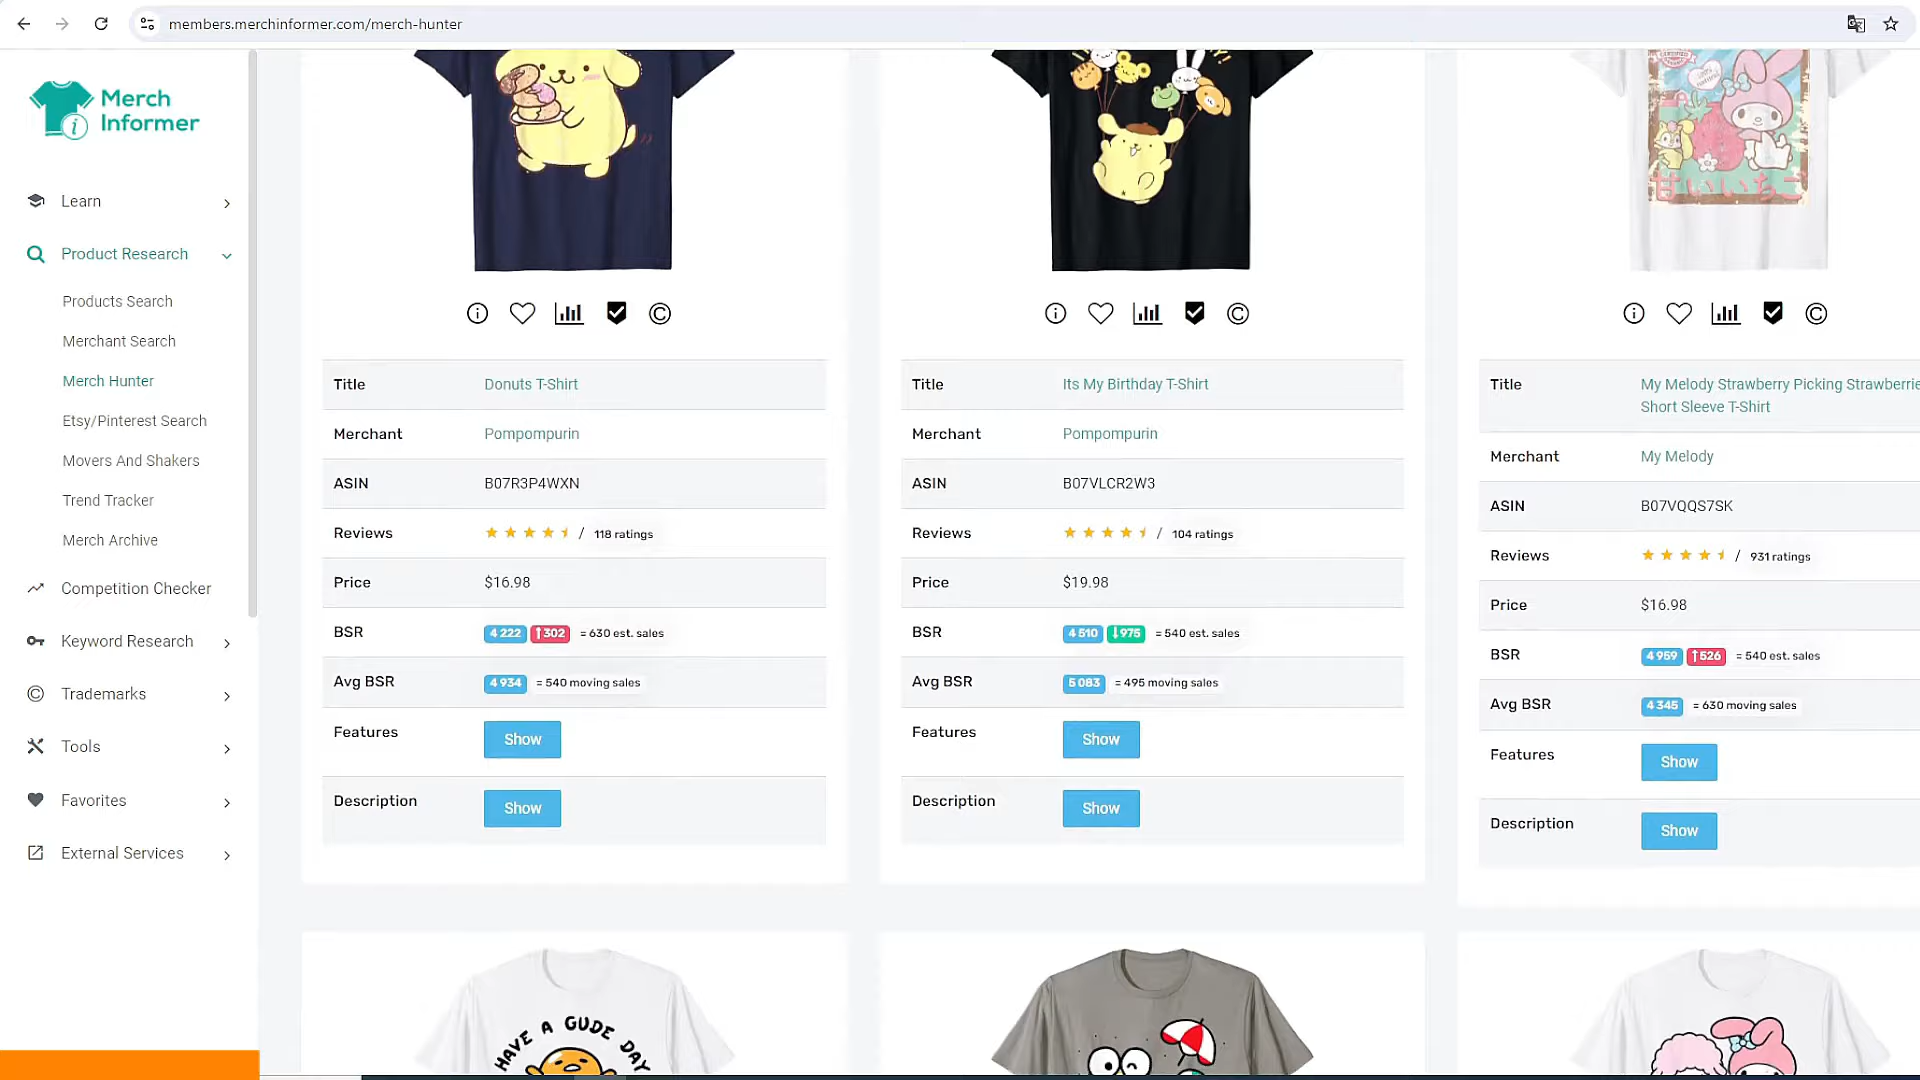 members.merchinformer.com/merch-hunter
Merch
Informer
Learn
Product Research
Products Search
Merchant Search
Merch Hunter
Etsy/Pinterest Search
Movers And Shakers
Trend Tracker
Merch Archive
Competition Checker
Keyword Research
Trademarks
Tools
Favorites
External Services
Title Donuts T-Shirt
Merchant Pompompurin
ASIN B07R3P4WXN
Reviews / 118 ratings
Price $16.98
BSR 4 222 ↑302 = 630 est. sales
Avg BSR 4 934 = 540 moving sales
Features Show
Description Show
Title Its My Birthday T-Shirt
Merchant Pompompurin
ASIN B07VLCR2W3
Reviews / 104 ratings
Price $19.98
BSR 4 510 ↓975 = 540 est. sales
Avg BSR 5 083 = 495 moving sales
Features Show
Description Show
甘いいちご
Title My Melody Strawberry Picking Strawberrie
Short Sleeve T-Shirt
Merchant My Melody
ASIN B07VQQS7SK
Reviews / 931 ratings
Price $16.98
BSR 4 959 ↑526 = 540 est. sales
Avg BSR 4 345 = 630 moving sales
Features Show
Description Show
HAVE A GUDE DAY